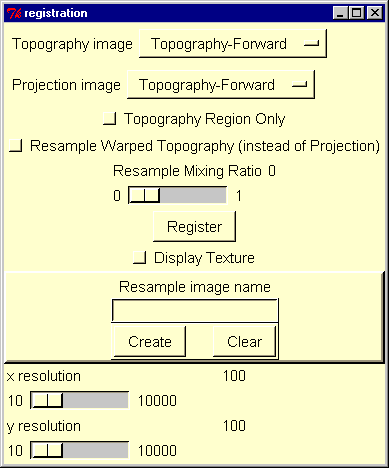 registration
Topography image Topography-Forward
Projection image Topography-Forward
Topography Region Only
Resample Warped Topography (instead of Projection)
Resample Mixing Ratio 0
0 1
Register
Display Texture
Resample image name
Create Clear
x resolution 100
10 10000
y resolution 100
10 10000